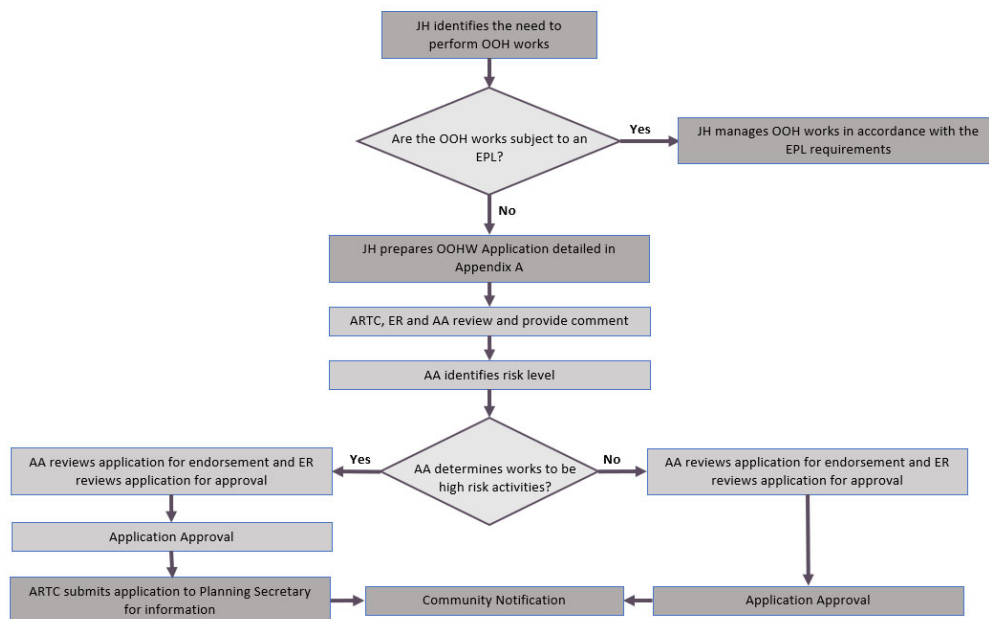 JH identifies the need to
perform OOH works
Are the OOH works subject to an
EPL?
Yes
JH manages OOH works in accordance with the
EPL requirements
No
JH prepares OOHW Application detailed in
Appendix A
ARTC, ER and AA review and provide comment
AA identifies risk level
AA determines works to be
high risk activities?
Yes
No
AA reviews application for endorsement and ER
reviews application for approval
AA reviews application for endorsement and ER
reviews application for approval
Application Approval
ARTC submits application to Planning Secretary
for information
Community Notification
Application Approval